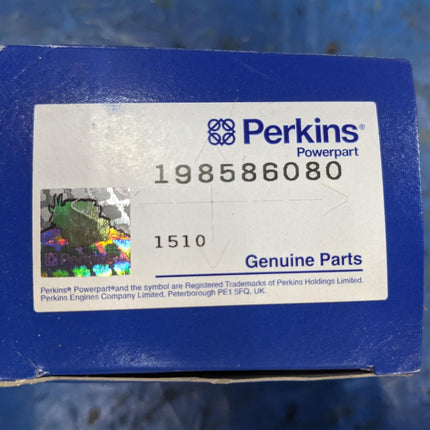 Perkins®
Powerpart
198586080
1510
Genuine Parts
Perkins® Powerpart®and the symbol are Registered Trademarks of Perkins Holdings Limited.
Perkins Engines Company Limited, Peterborough PE1 5FQ, UK.